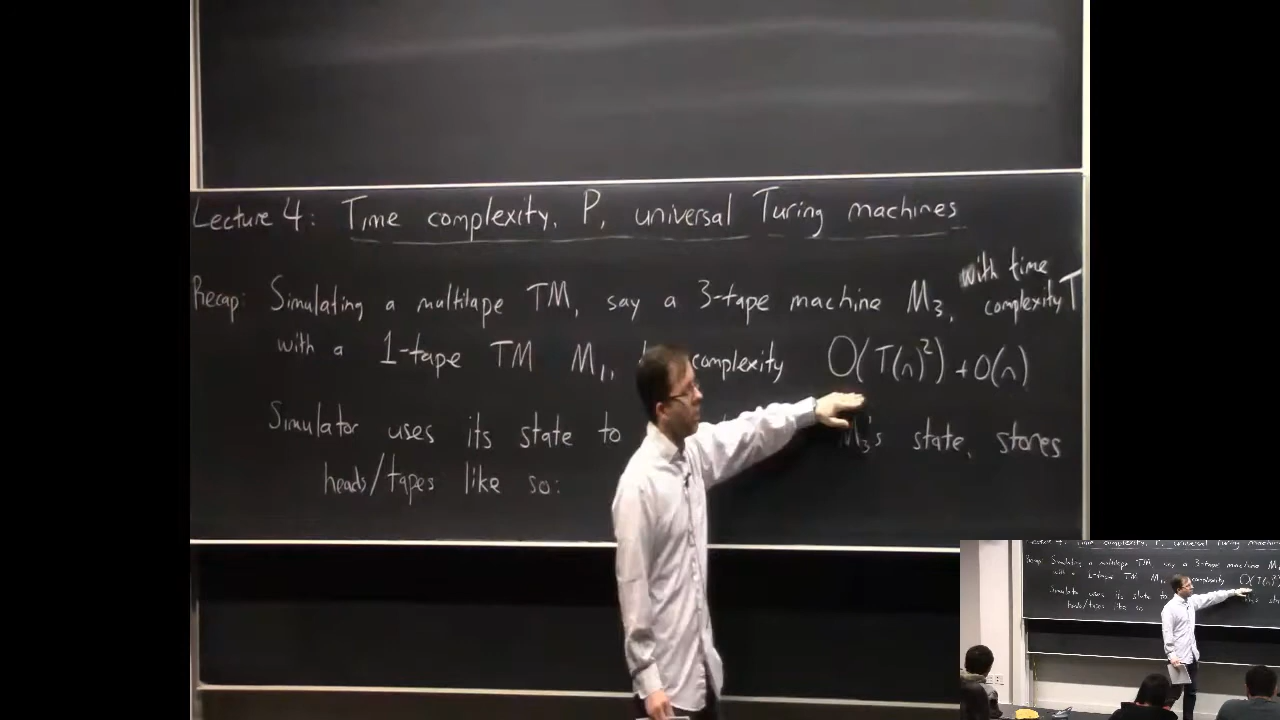 Lecture 4: Time complexity, P, universal Turing machines
Recap: Simulating a multitape TM, say a 3-tape machine M₃, with time complexity T
with a 1-tape TM M₁, complexity O(T(n)²) + O(n)
Simulator uses its state to M₃'s state, stores
heads/tapes like so: